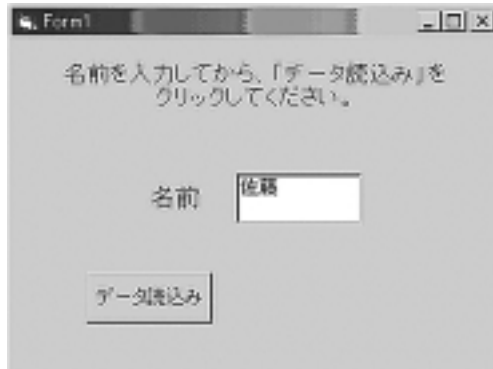 Form1
名前を入力してから、「データ読込み」を
クリックしてください。
名前
佐藤
データ読込み